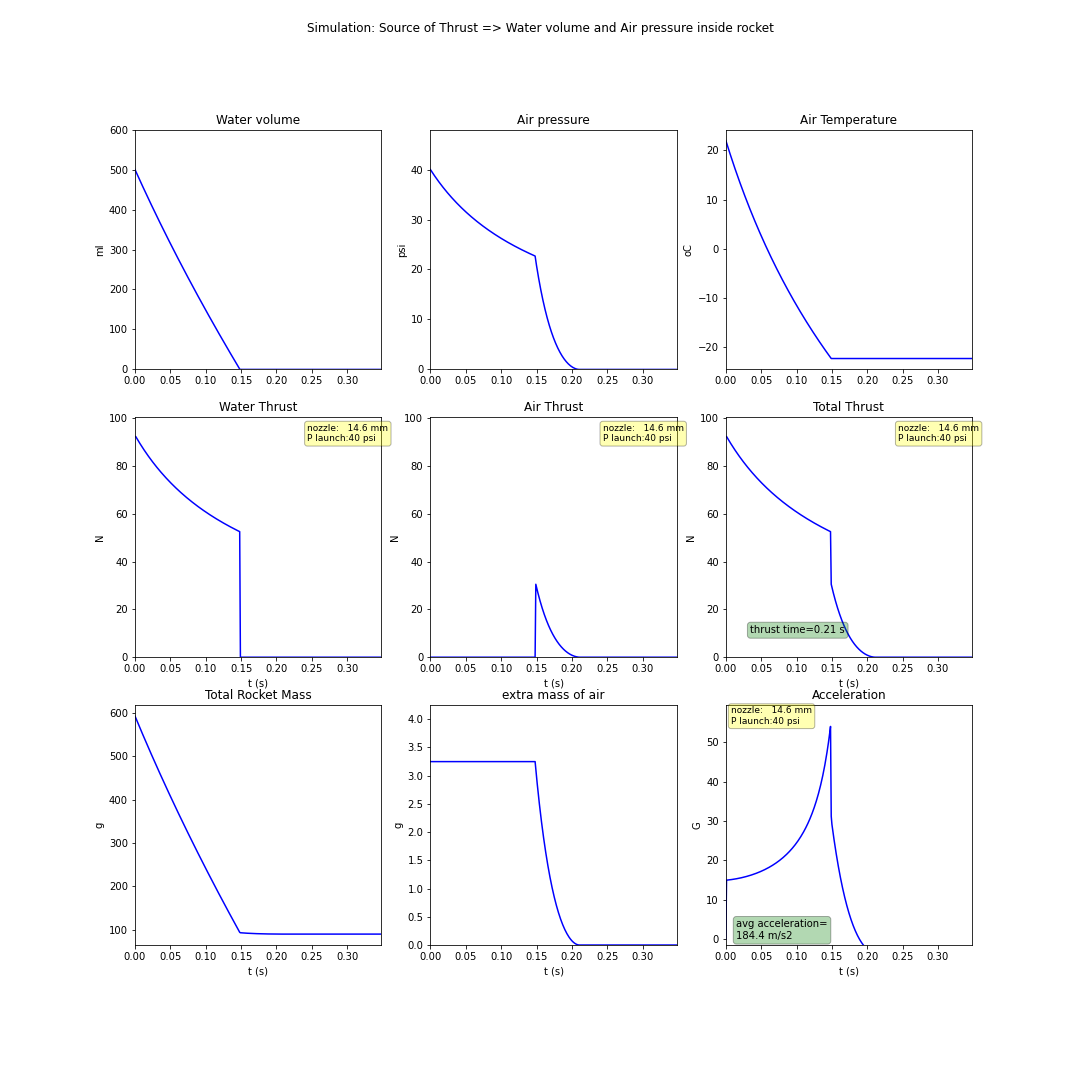 Simulation: Source of Thrust => Water volume and Air pressure inside rocket
Water volume
600
500
400
300
200
100
0
ml
0.00 0.05 0.10 0.15 0.20 0.25 0.30
Air pressure
40
30
20
10
0
psi
0.00 0.05 0.10 0.15 0.20 0.25 0.30
Air Temperature
20
10
0
−10
−20
oC
0.00 0.05 0.10 0.15 0.20 0.25 0.30
Water Thrust
100
80
60
40
20
0
N
nozzle: 14.6 mm
P launch:40 psi
0.00 0.05 0.10 0.15 0.20 0.25 0.30
t (s)
Air Thrust
100
80
60
40
20
0
N
nozzle: 14.6 mm
P launch:40 psi
0.00 0.05 0.10 0.15 0.20 0.25 0.30
t (s)
Total Thrust
100
80
60
40
20
0
N
nozzle: 14.6 mm
P launch:40 psi
thrust time=0.21 s
0.00 0.05 0.10 0.15 0.20 0.25 0.30
t (s)
Total Rocket Mass
600
500
400
300
200
100
g
0.00 0.05 0.10 0.15 0.20 0.25 0.30
t (s)
extra mass of air
4.0
3.5
3.0
2.5
2.0
1.5
1.0
0.5
0.0
g
0.00 0.05 0.10 0.15 0.20 0.25 0.30
t (s)
Acceleration
nozzle: 14.6 mm
P launch:40 psi
50
40
30
20
10
0
G
avg acceleration=
184.4 m/s2
0.00 0.05 0.10 0.15 0.20 0.25 0.30
t (s)